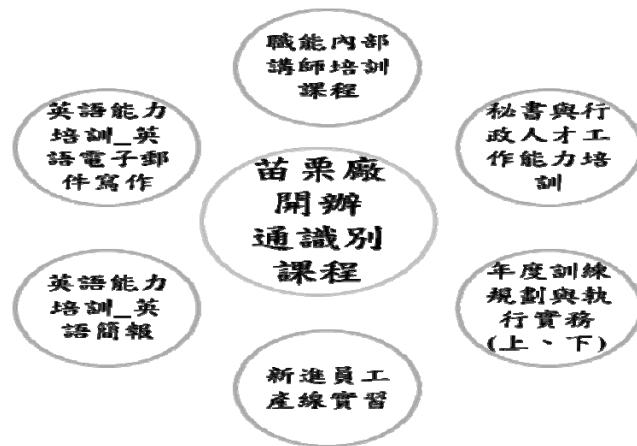 職能內部
講師培訓
課程
英語能力
培訓_英
語電子郵
件寫作
秘書與行
政人才工
作能力培
訓
苗栗廠
開辦
通識別
課程
英語能力
培訓_英
語簡報
年度訓練
規劃與執
行實務
(上、下)
新進員工
產線實習